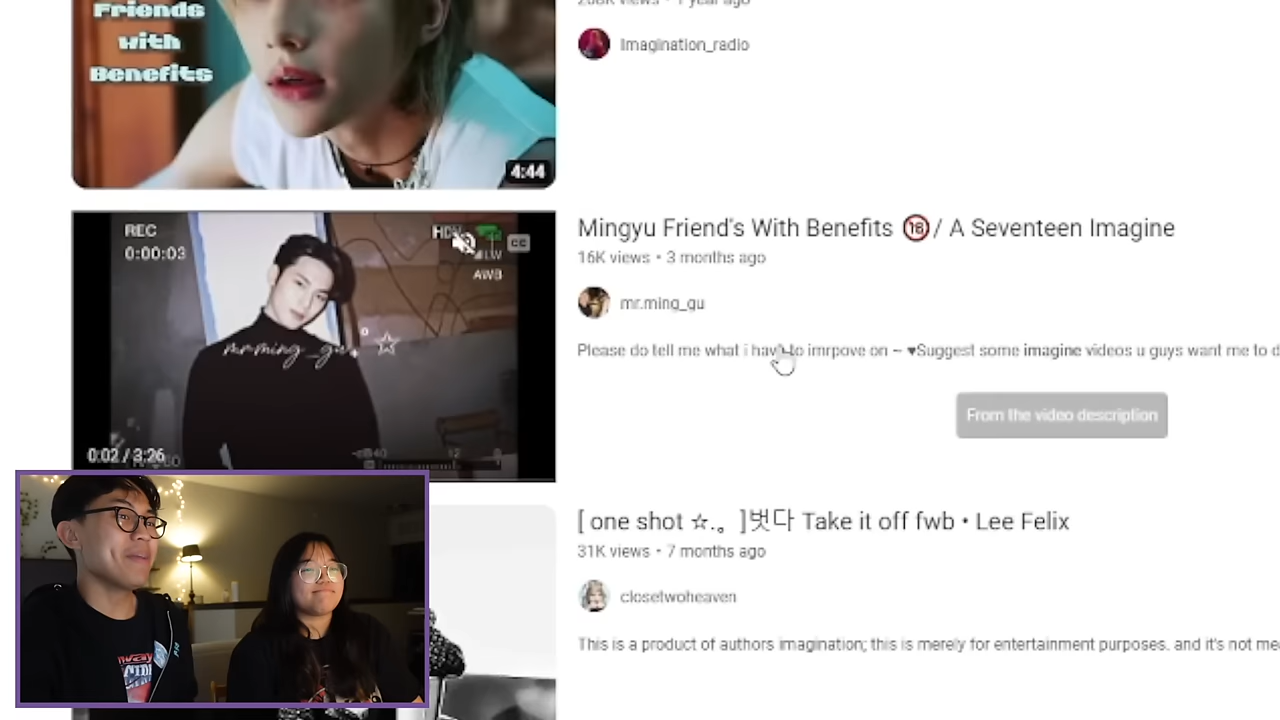 Friends
with
Benefits
4:44
Imagination_radio
REC
0:00:03
HD
CC
AWB
mrming_gu
0:02 / 3:26
Mingyu Friend's With Benefits 🔞/ A Seventeen Imagine
16K views • 3 months ago
mr.ming_gu
Please do tell me what i have to imrpove on ~ ♥Suggest some imagine videos u guys want me to d
From the video description
[ one shot ☆.。]벗다 Take it off fwb • Lee Felix
31K views • 7 months ago
closetwoheaven
This is a product of authors imagination; this is merely for entertainment purposes. and it's not me